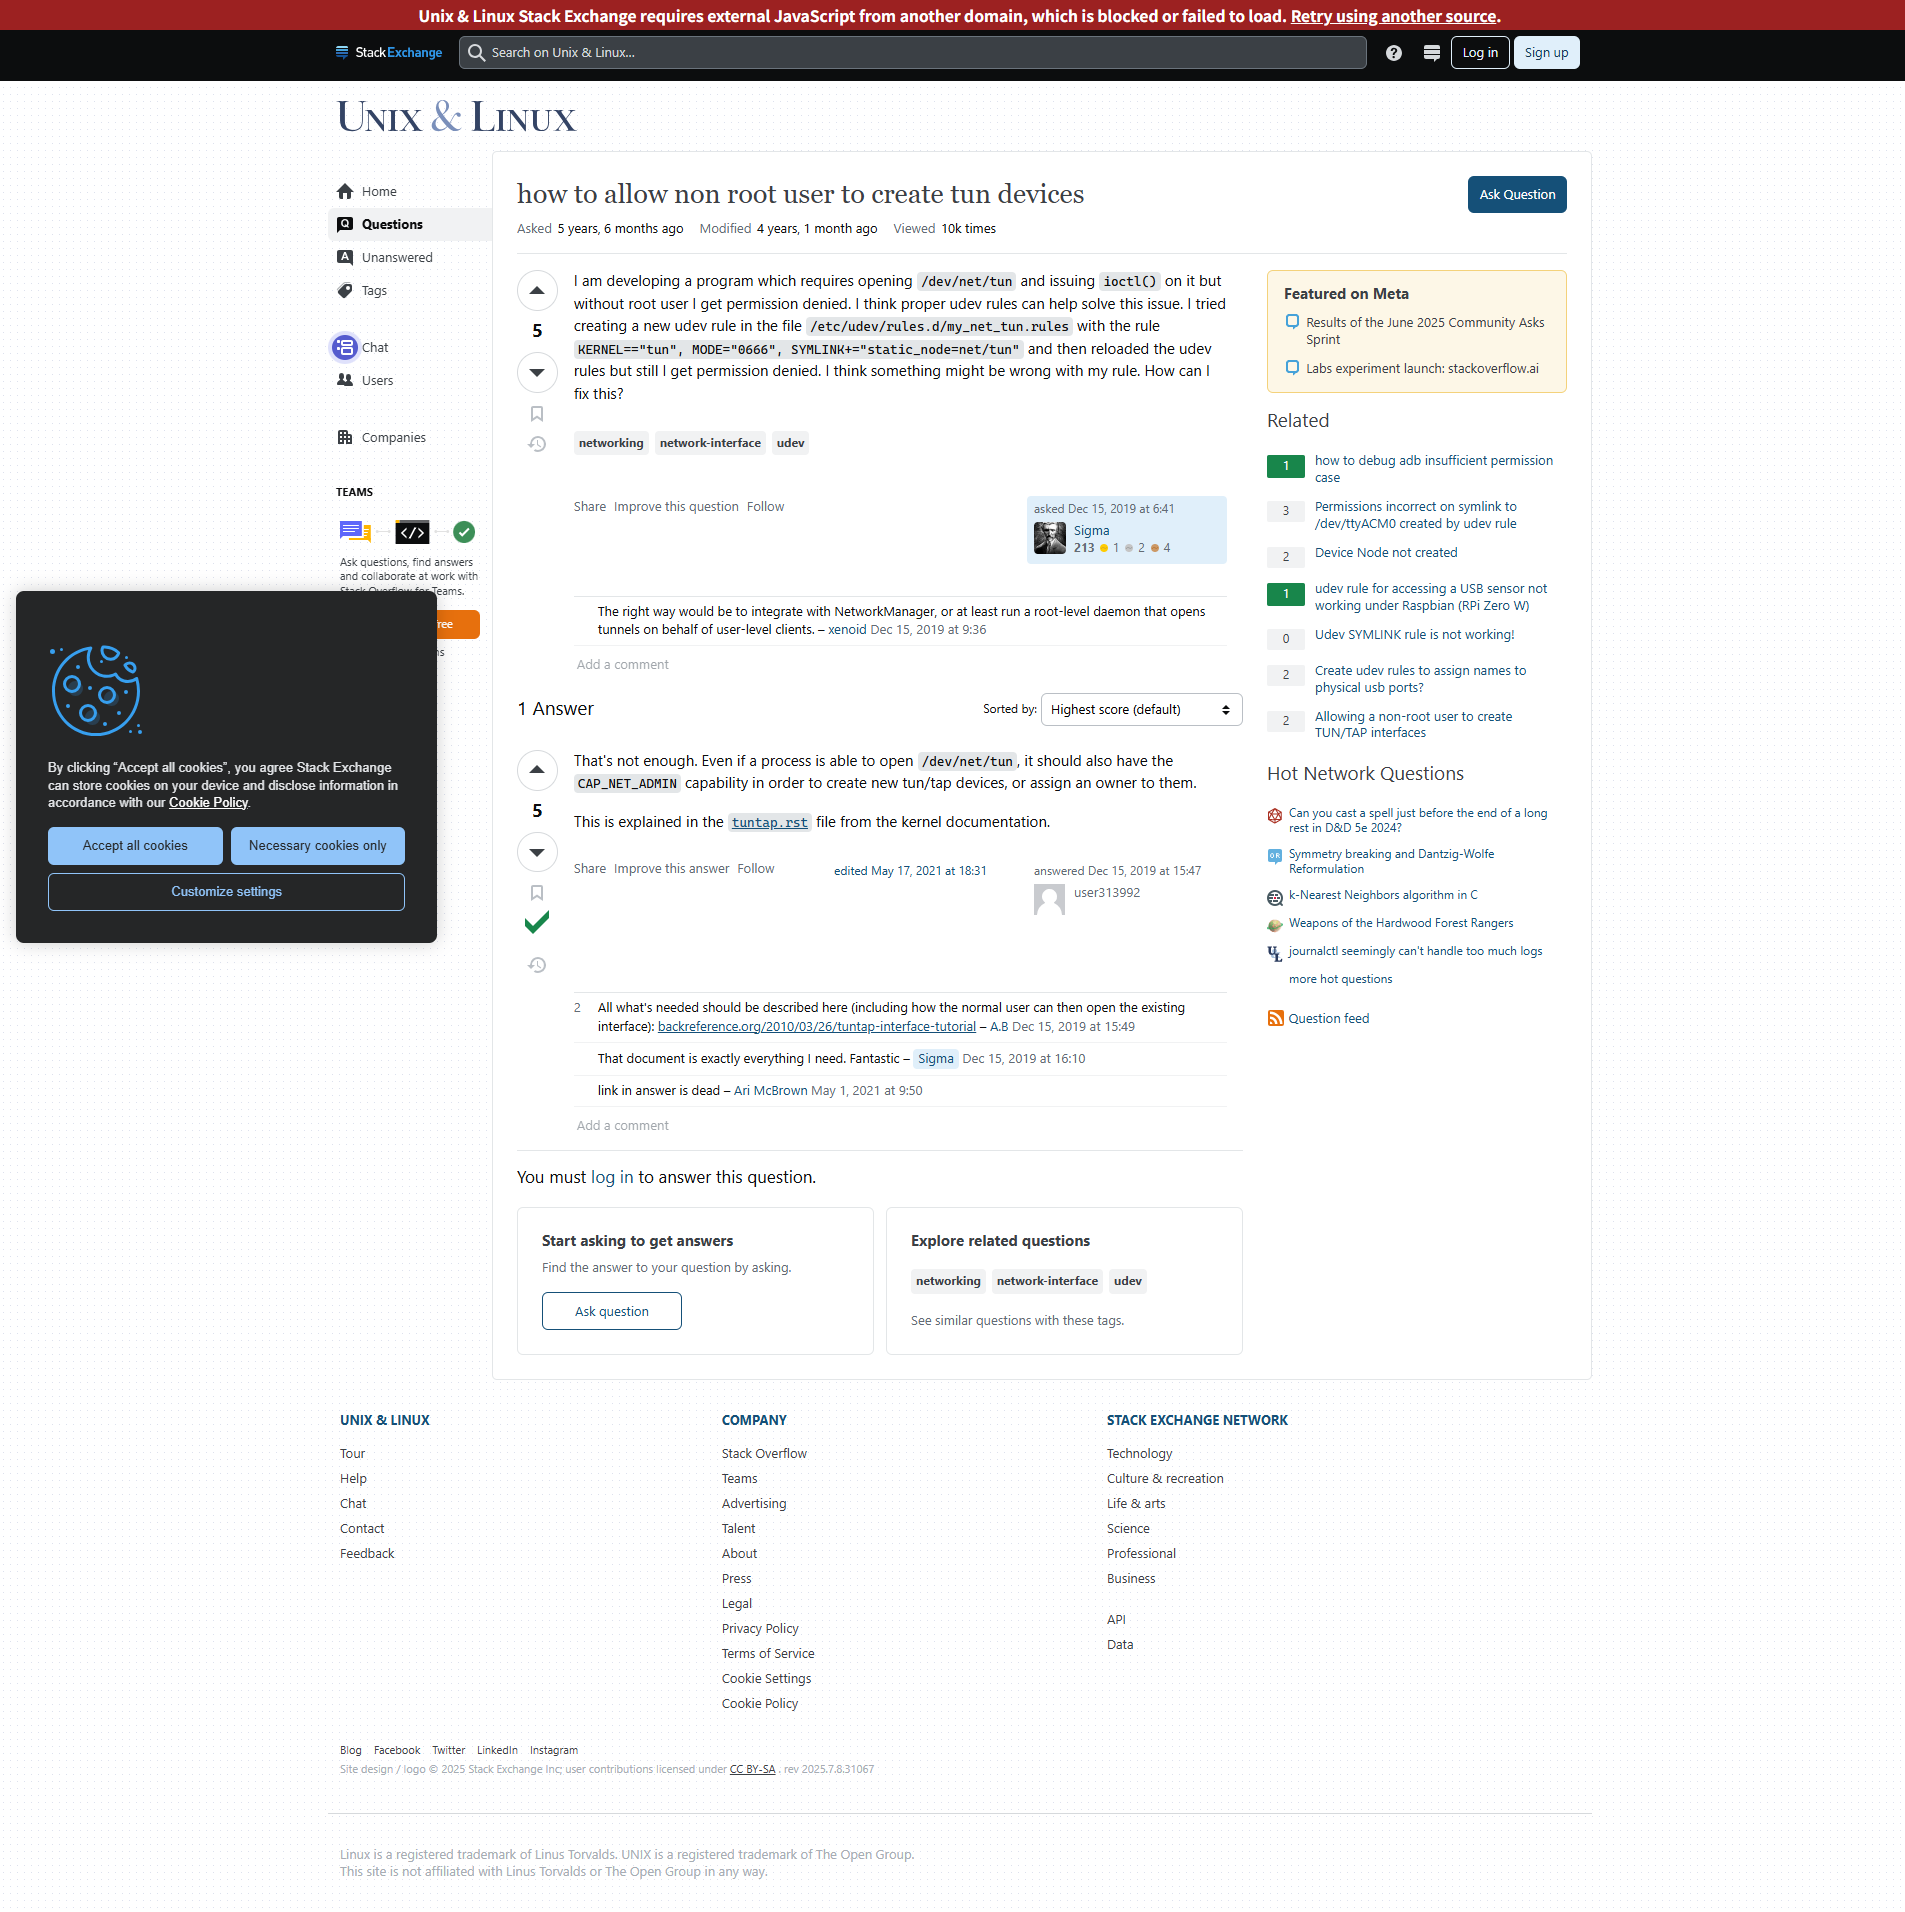 Unix & Linux Stack Exchange requires external JavaScript from another domain, which is blocked or failed to load. Retry using another source.
StackExchange
Search on Unix & Linux...
Log in
Sign up
UNIX & LINUX
Home
Questions
Unanswered
Tags
Chat
Users
Companies
TEAMS
Ask questions, find answers
and collaborate at work with
Stack Overflow for Teams.
By clicking “Accept all cookies”, you agree Stack Exchange
can store cookies on your device and disclose information in
accordance with our Cookie Policy.
Accept all cookies
Necessary cookies only
Customize settings
how to allow non root user to create tun devices
Ask Question
Asked 5 years, 6 months ago Modified 4 years, 1 month ago Viewed 10k times
5
I am developing a program which requires opening /dev/net/tun and issuing ioctl() on it but
without root user I get permission denied. I think proper udev rules can help solve this issue. I tried
creating a new udev rule in the file /etc/udev/rules.d/my_net_tun.rules with the rule
KERNEL=="tun", MODE="0666", SYMLINK+="static_node=net/tun" and then reloaded the udev
rules but still I get permission denied. I think something might be wrong with my rule. How can I
fix this?
networking network-interface udev
Share Improve this question Follow
asked Dec 15, 2019 at 6:41
Sigma
213 1 2 4
The right way would be to integrate with NetworkManager, or at least run a root-level daemon that opens
tunnels on behalf of user-level clients. – xenoid Dec 15, 2019 at 9:36
Add a comment
1 Answer
Sorted by: Highest score (default)
5
That's not enough. Even if a process is able to open /dev/net/tun, it should also have the
CAP_NET_ADMIN capability in order to create new tun/tap devices, or assign an owner to them.
This is explained in the tuntap.rst file from the kernel documentation.
Share Improve this answer Follow
edited May 17, 2021 at 18:31
answered Dec 15, 2019 at 15:47
user313992
2 All what's needed should be described here (including how the normal user can then open the existing
interface): backreference.org/2010/03/26/tuntap-interface-tutorial – A.B Dec 15, 2019 at 15:49
That document is exactly everything I need. Fantastic – Sigma Dec 15, 2019 at 16:10
link in answer is dead – Ari McBrown May 1, 2021 at 9:50
Add a comment
You must log in to answer this question.
Start asking to get answers
Find the answer to your question by asking.
Ask question
Explore related questions
networking network-interface udev
See similar questions with these tags.
Featured on Meta
Results of the June 2025 Community Asks
Sprint
Labs experiment launch: stackoverflow.ai
Related
1 how to debug adb insufficient permission
case
3 Permissions incorrect on symlink to
/dev/ttyACM0 created by udev rule
2 Device Node not created
1 udev rule for accessing a USB sensor not
working under Raspbian (RPi Zero W)
0 Udev SYMLINK rule is not working!
2 Create udev rules to assign names to
physical usb ports?
2 Allowing a non-root user to create
TUN/TAP interfaces
Hot Network Questions
Can you cast a spell just before the end of a long
rest in D&D 5e 2024?
Symmetry breaking and Dantzig-Wolfe
Reformulation
k-Nearest Neighbors algorithm in C
Weapons of the Hardwood Forest Rangers
journalctl seemingly can't handle too much logs
more hot questions
Question feed
UNIX & LINUX
Tour
Help
Chat
Contact
Feedback
COMPANY
Stack Overflow
Teams
Advertising
Talent
About
Press
Legal
Privacy Policy
Terms of Service
Cookie Settings
Cookie Policy
STACK EXCHANGE NETWORK
Technology
Culture & recreation
Life & arts
Science
Professional
Business
API
Data
Blog Facebook Twitter LinkedIn Instagram
Site design / logo © 2025 Stack Exchange Inc; user contributions licensed under CC BY-SA . rev 2025.7.8.31067
Linux is a registered trademark of Linus Torvalds. UNIX is a registered trademark of The Open Group.
This site is not affiliated with Linus Torvalds or The Open Group in any way.